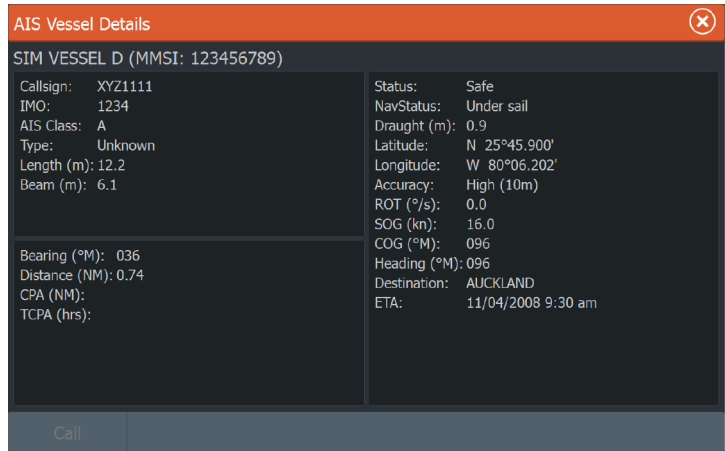 AIS Vessel Details
SIM VESSEL D (MMSI: 123456789)
Callsign: XYZ1111
IMO: 1234
AIS Class: A
Type: Unknown
Length (m): 12.2
Beam (m): 6.1
Bearing (°M): 036
Distance (NM): 0.74
CPA (NM):
TCPA (hrs):
Status: Safe
NavStatus: Under sail
Draught (m): 0.9
Latitude: N 25°45.900'
Longitude: W 80°06.202'
Accuracy: High (10m)
ROT (°/s): 0.0
SOG (kn): 16.0
COG (°M): 096
Heading (°M): 096
Destination: AUCKLAND
ETA: 11/04/2008 9:30 am
Call